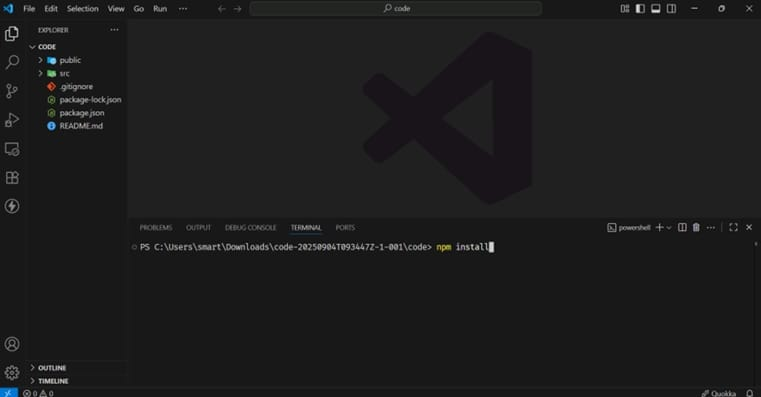 File Edit Selection View Go Run ···
code
EXPLORER ···
CODE
public
src
.gitignore
package-lock.json
package.json
README.md
PROBLEMS OUTPUT DEBUG CONSOLE TERMINAL PORTS
powershell
PS C:\Users\smart\Downloads\code-20250904T093447Z-1-001\code> npm install
OUTLINE
TIMELINE
0 0
Quokka